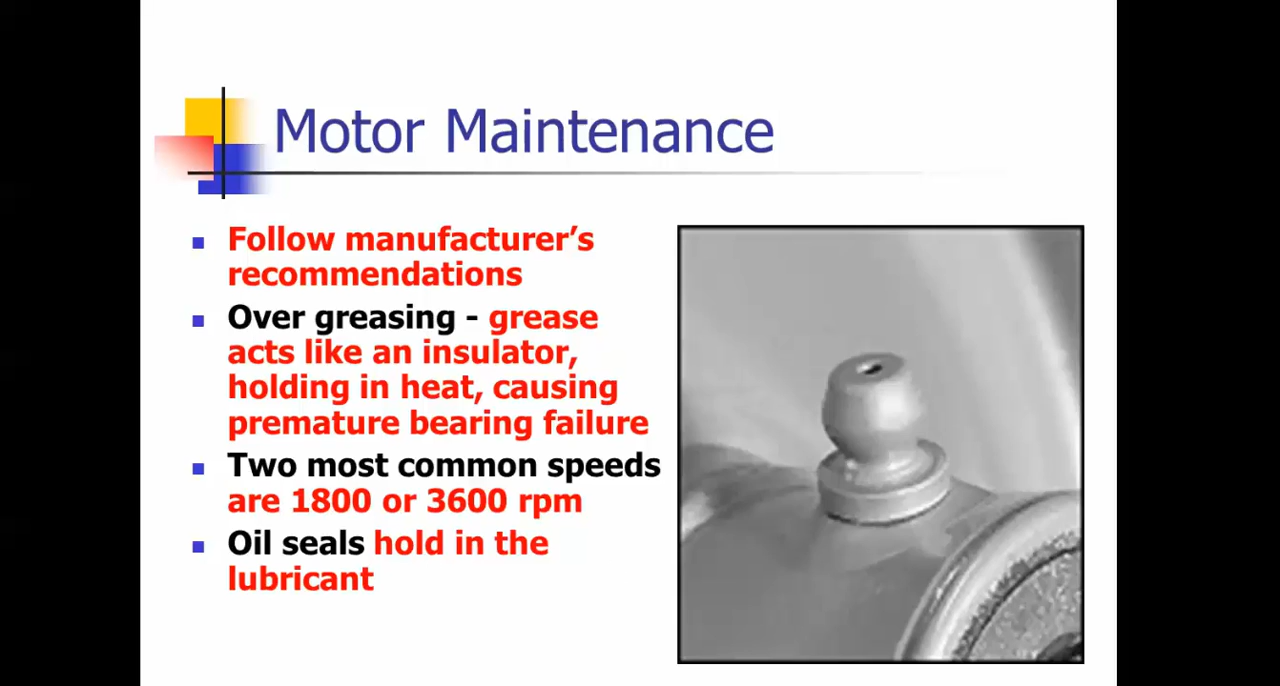 Motor Maintenance
Follow manufacturer’s
recommendations
Over greasing - grease
acts like an insulator,
holding in heat, causing
premature bearing failure
Two most common speeds
are 1800 or 3600 rpm
Oil seals hold in the
lubricant